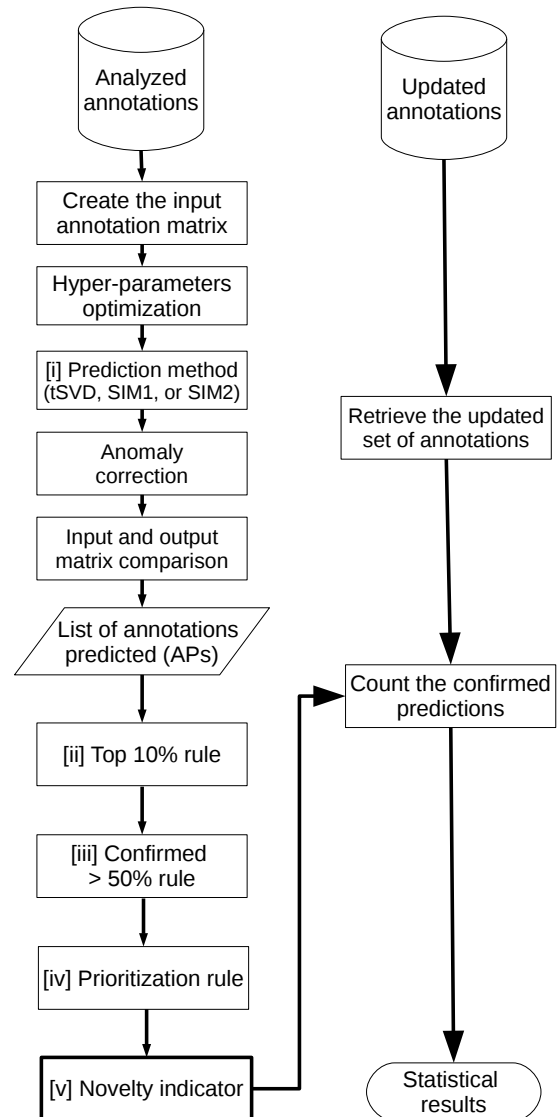 Analyzed
annotations
Create the input
annotation matrix
Hyper-parameters
optimization
[i] Prediction method
(tSVD, SIM1, or SIM2)
Anomaly
correction
Input and output
matrix comparison
List of annotations
predicted (APs)
[ii] Top 10% rule
[iii] Confirmed
> 50% rule
[iv] Prioritization rule
[v] Novelty indicator
Updated
annotations
Retrieve the updated
set of annotations
Count the confirmed
predictions
Statistical
results